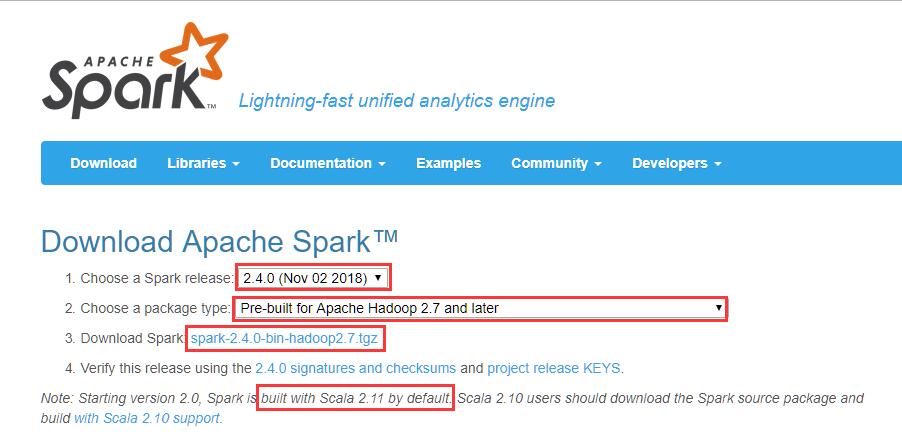 APACHE
Spark™
Lightning-fast unified analytics engine
Download Libraries Documentation Examples Community Developers
Download Apache Spark™
1. Choose a Spark release: 2.4.0 (Nov 02 2018)
2. Choose a package type: Pre-built for Apache Hadoop 2.7 and later
3. Download Spark: spark-2.4.0-bin-hadoop2.7.tgz
4. Verify this release using the 2.4.0 signatures and checksums and project release KEYS.
Note: Starting version 2.0, Spark is built with Scala 2.11 by default. Scala 2.10 users should download the Spark source package and
build with Scala 2.10 support.